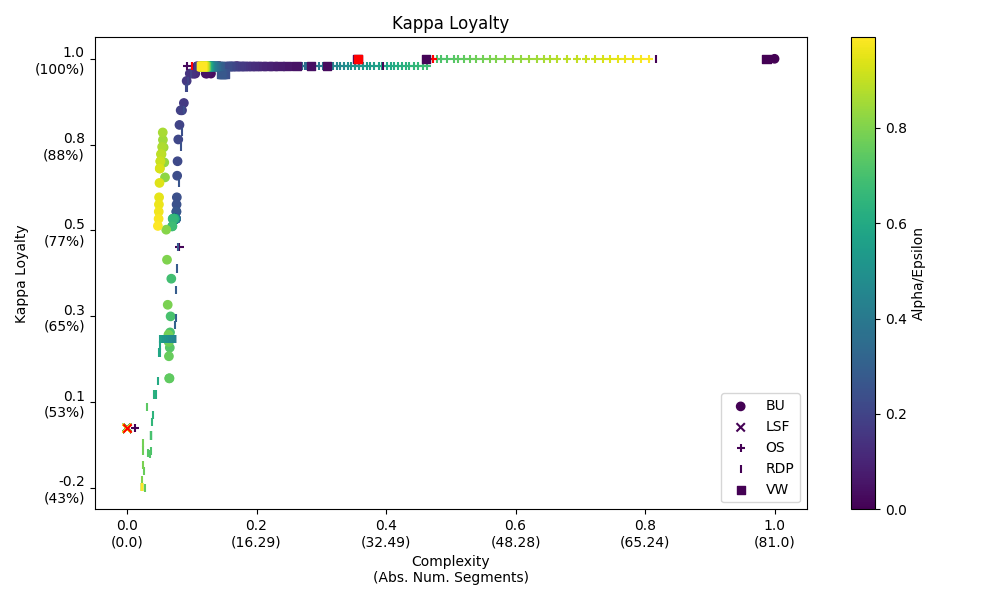 Kappa Loyalty
1.0
(100%)
0.8
(88%)
0.5
(77%)
0.3
(65%)
0.1
(53%)
-0.2
(43%)
Kappa Loyalty
0.0
(0.0)
0.2
(16.29)
0.4
(32.49)
0.6
(48.28)
0.8
(65.24)
1.0
(81.0)
Complexity
(Abs. Num. Segments)
BU
LSF
OS
RDP
VW
0.8
0.6
0.4
0.2
0.0
Alpha/Epsilon